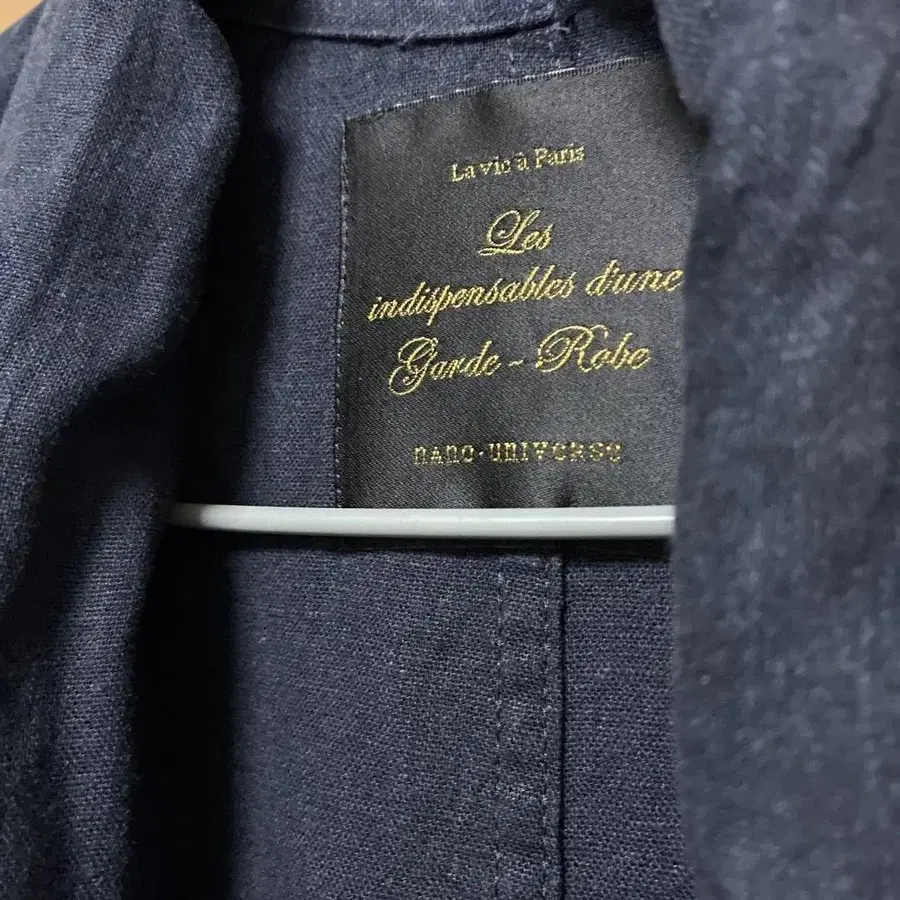 La vie à Paris
Les
indispensables d'une
Garde - Robe
nano·universe